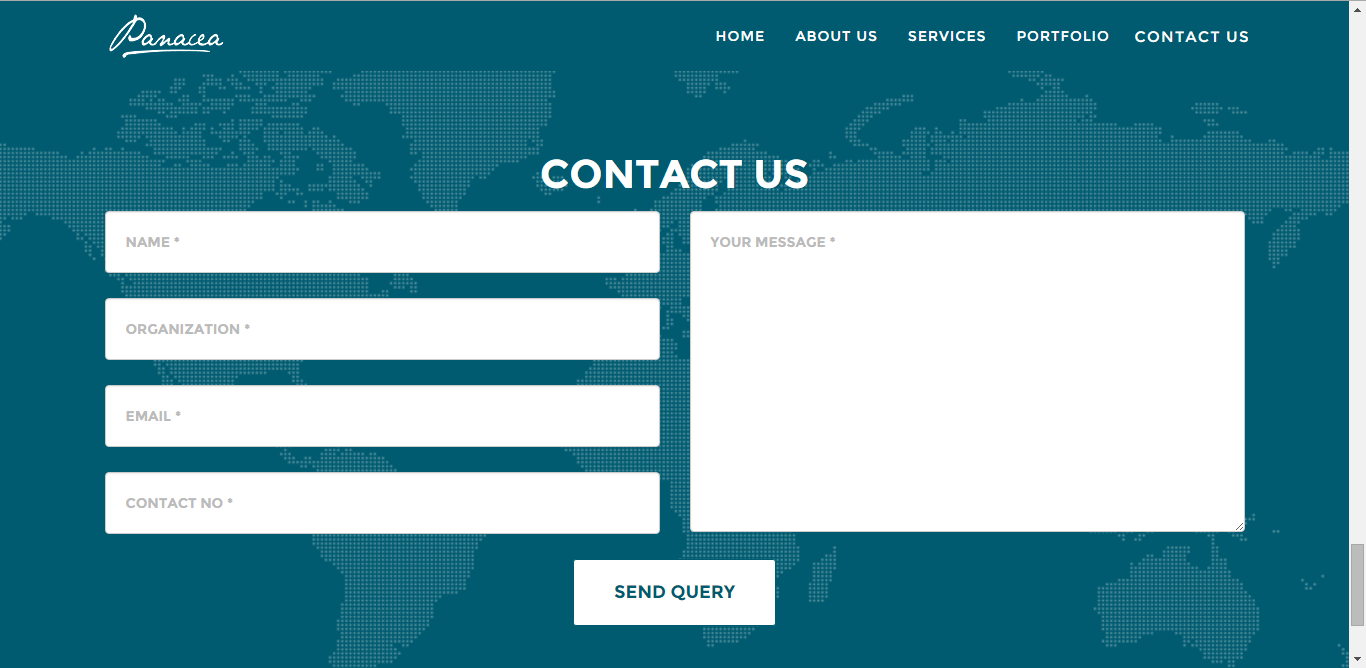 Panacea
HOME ABOUT US SERVICES PORTFOLIO CONTACT US
CONTACT US
NAME *
ORGANIZATION *
EMAIL *
CONTACT NO *
YOUR MESSAGE *
SEND QUERY